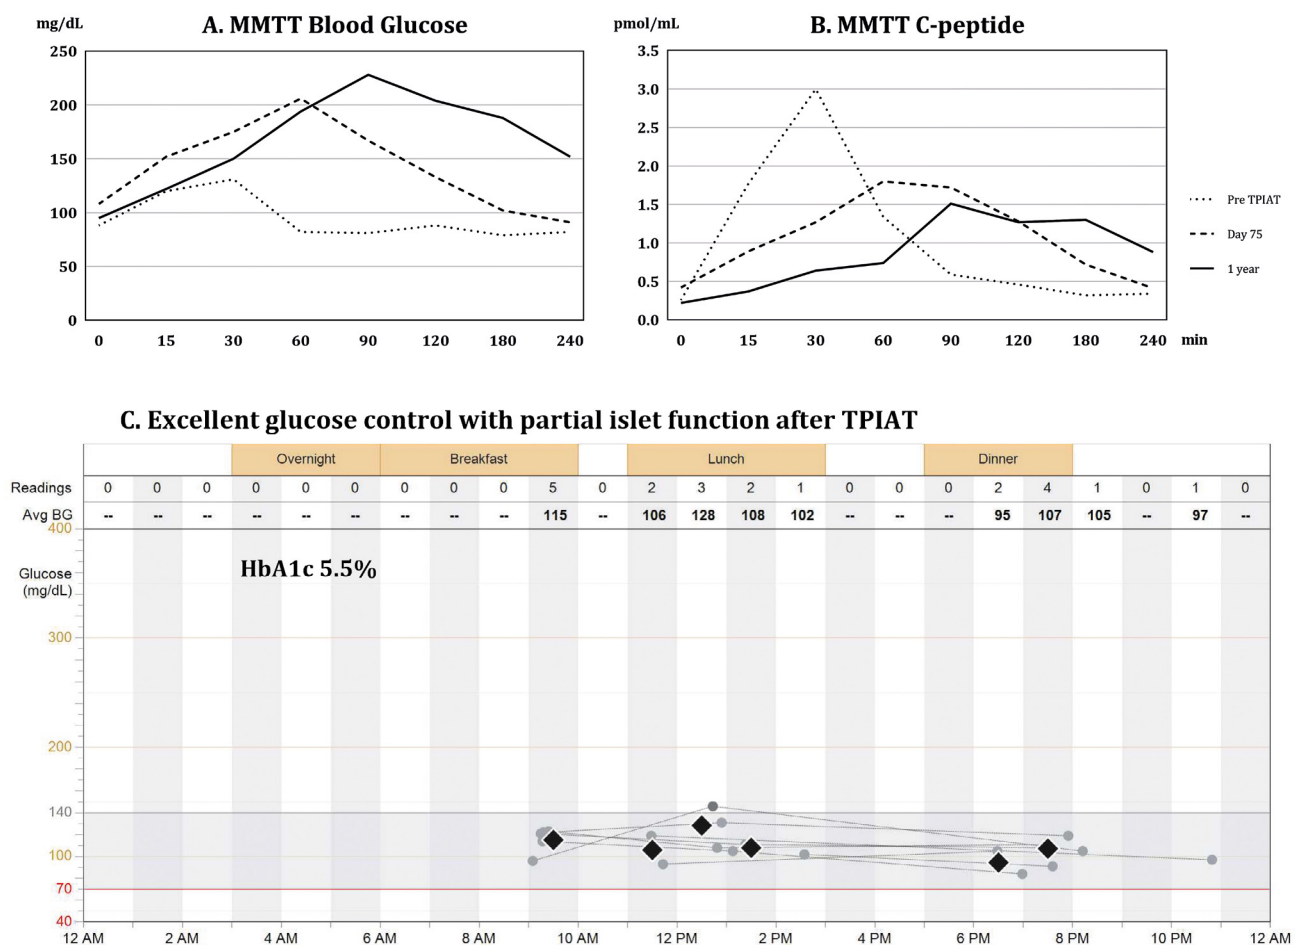 mg/dL
A. MMTT Blood Glucose
250
200
150
100
50
0
0 15 30 60 90 120 180 240
pmol/mL
B. MMTT C-peptide
3.5
3.0
2.5
2.0
1.5
1.0
0.5
0.0
0 15 30 60 90 120 180 240 min
Pre TPIAT
Day 75
1 year
C. Excellent glucose control with partial islet function after TPIAT
Overnight Breakfast Lunch Dinner
Readings 0 0 0 0 0 0 0 0 0 5 0 2 3 2 1 0 0 0 2 4 1 0 1 0
Avg BG -- -- -- -- -- -- -- -- -- 115 -- 106 128 108 102 -- -- -- 95 107 105 -- 97 --
400
Glucose
(mg/dL)
HbA1c 5.5%
300
200
140
100
70
40
12 AM 2 AM 4 AM 6 AM 8 AM 10 AM 12 PM 2 PM 4 PM 6 PM 8 PM 10 PM 12 AM